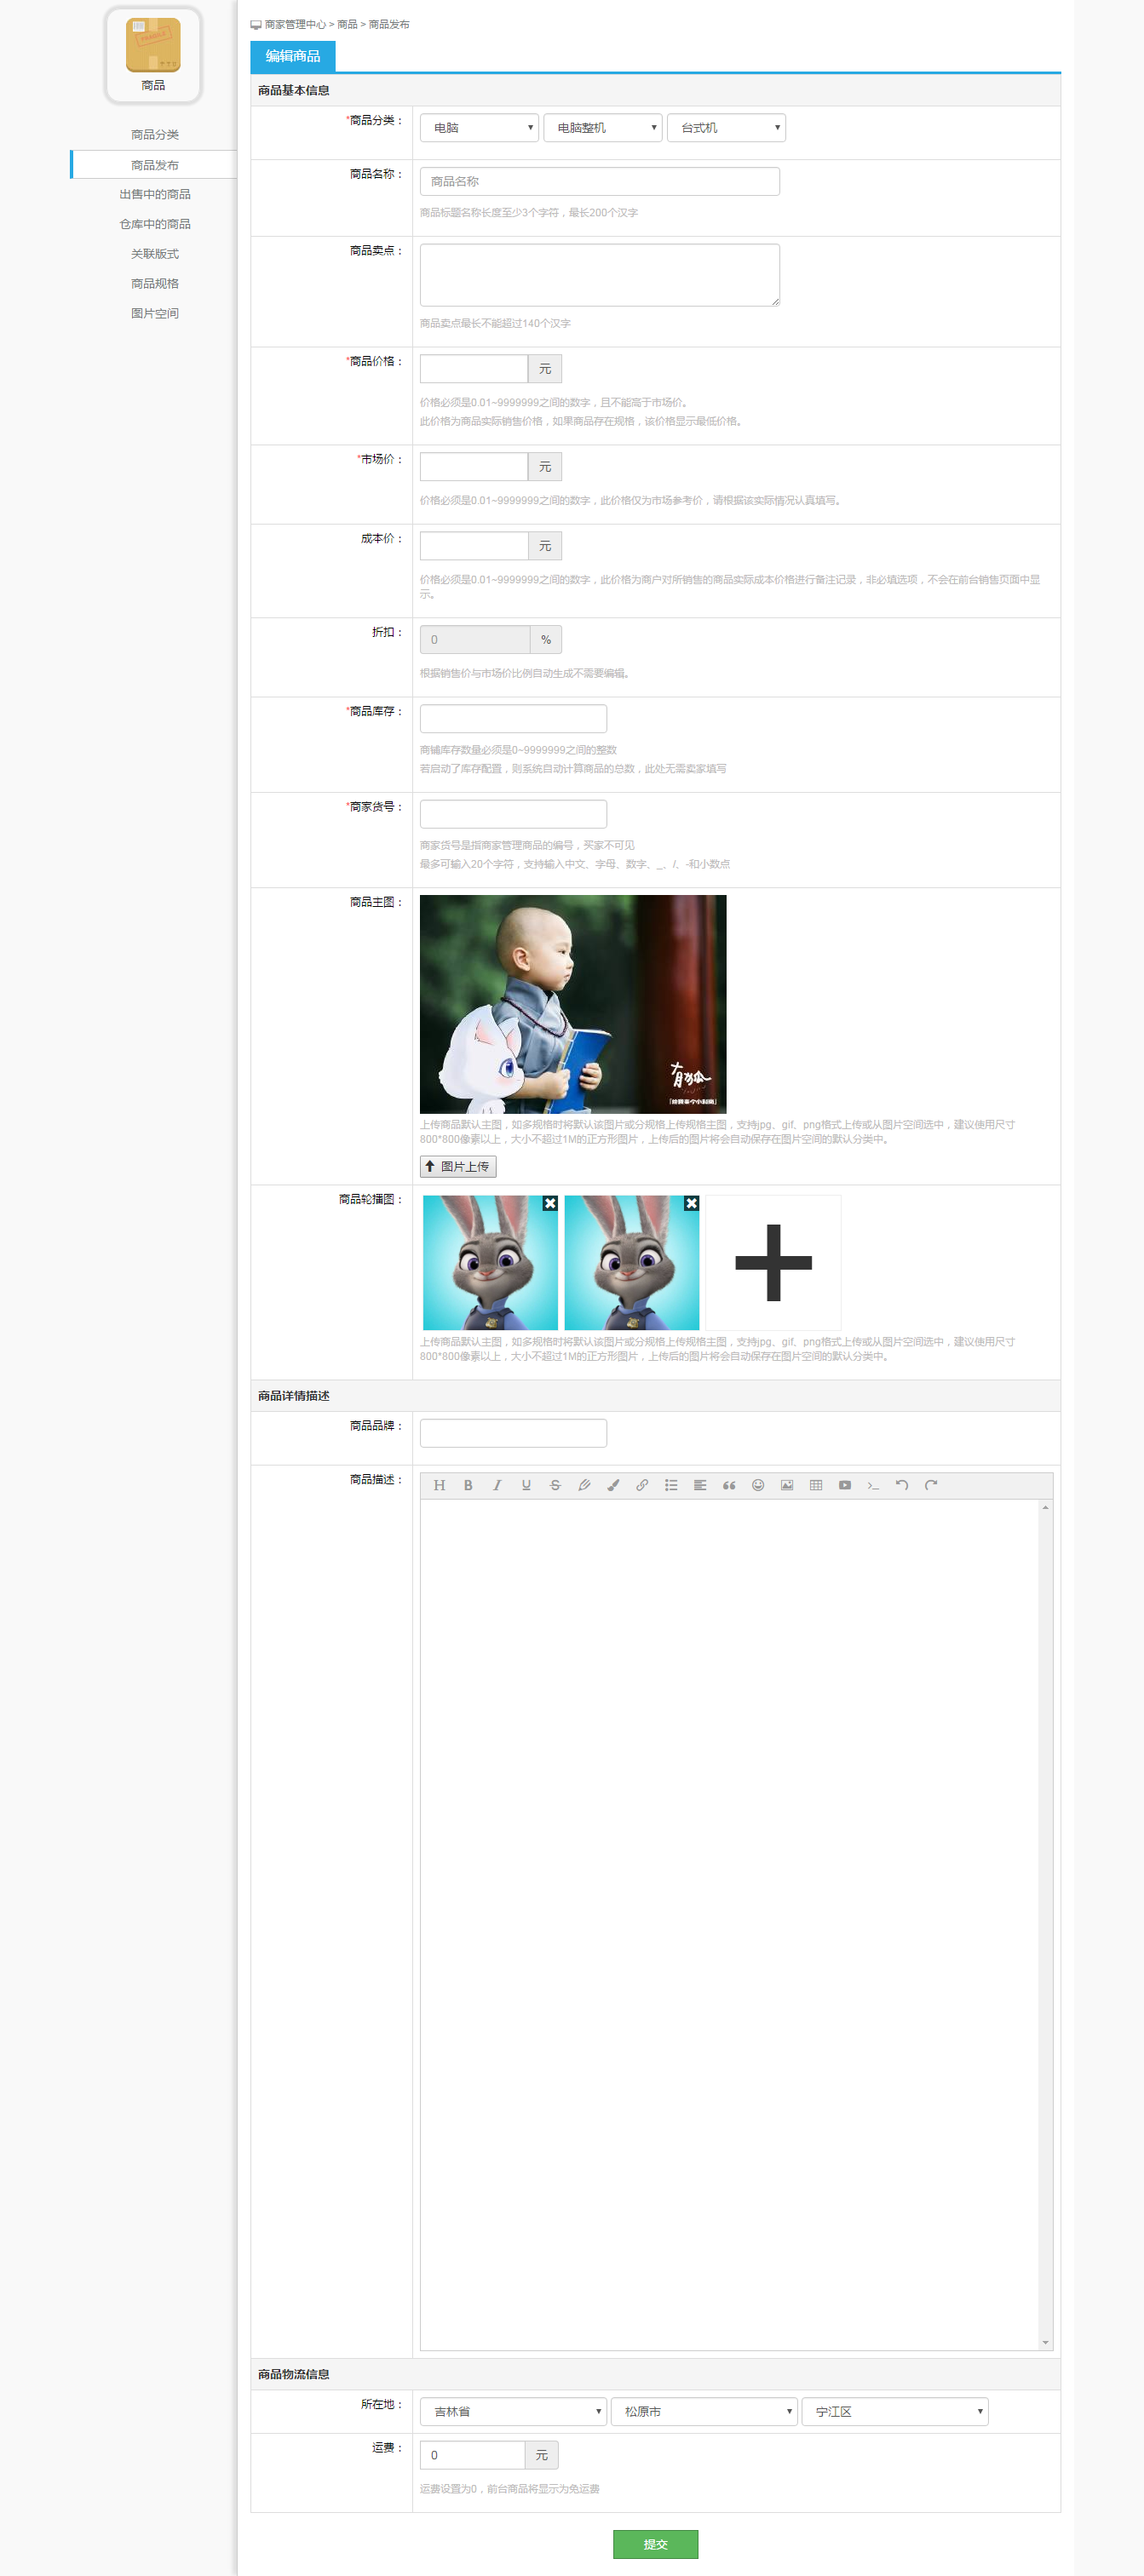 商家管理中心 > 商品 > 商品发布
商品
商品分类
商品发布
出售中的商品
仓库中的商品
关联版式
商品规格
图片空间
编辑商品
商品基本信息
*商品分类：
电脑
电脑整机
台式机
商品名称：
商品名称
商品标题名称长度至少3个字符，最长200个汉字
商品卖点：
商品卖点最长不能超过140个汉字
*商品价格：
元
价格必须是0.01~9999999之间的数字，且不能高于市场价。
此价格为商品实际销售价格，如果商品存在规格，该价格显示最低价格。
*市场价：
元
价格必须是0.01~9999999之间的数字，此价格仅为市场参考价，请根据该实际情况认真填写。
成本价：
元
价格必须是0.01~9999999之间的数字，此价格为商户对所销售的商品实际成本价格进行备注记录，非必填选项，不会在前台销售页面中显
示。
折扣：
0
%
根据销售价与市场价比例自动生成不需要编辑。
*商品库存：
商铺库存数量必须是0~9999999之间的整数
若启动了库存配置，则系统自动计算商品的总数，此处无需卖家填写
*商家货号：
商家货号是指商家管理商品的编号，买家不可见
最多可输入20个字符，支持输入中文、字母、数字、_、/、-和小数点
商品主图：
上传商品默认主图，如多规格时将默认该图片或分规格上传规格主图，支持jpg、gif、png格式上传或从图片空间选中，建议使用尺寸
800*800像素以上，大小不超过1M的正方形图片，上传后的图片将会自动保存在图片空间的默认分类中。
图片上传
商品轮播图：
上传商品默认主图，如多规格时将默认该图片或分规格上传规格主图，支持jpg、gif、png格式上传或从图片空间选中，建议使用尺寸
800*800像素以上，大小不超过1M的正方形图片，上传后的图片将会自动保存在图片空间的默认分类中。
商品详情描述
商品品牌：
商品描述：
商品物流信息
所在地：
吉林省
松原市
宁江区
运费：
0
元
运费设置为0，前台商品将显示为免运费
提交